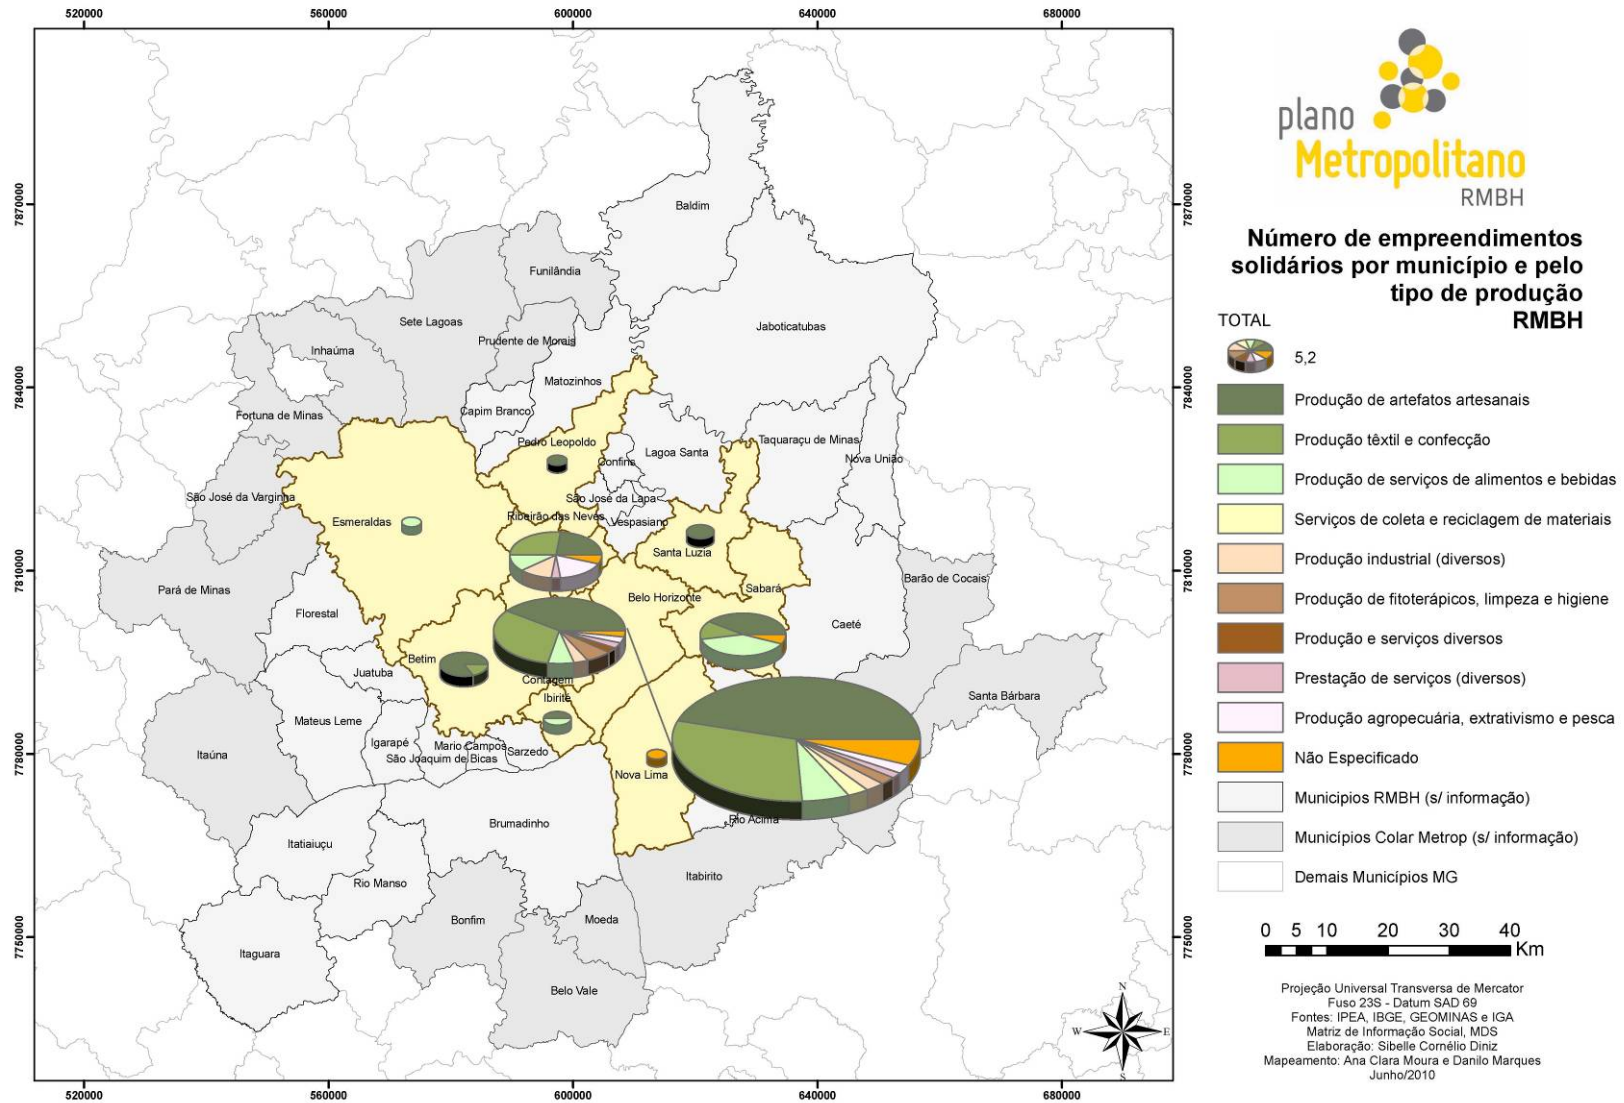 520000
560000
600000
640000
680000
7870000
7840000
7810000
7780000
7750000
7870000
7840000
7810000
7780000
7750000
520000
560000
600000
640000
680000
Baldim
Funilândia
Sete Lagoas
Jaboticatubas
Prudente de Morais
Inhaúma
Matozinhos
Capim Branco
Fortuna de Minas
Pedro Leopoldo
Taquaraçu de Minas
Lagoa Santa
Nova União
Confins
São José da Varginha
São José da Lapa
Ribeirão das Neves
Vespasiano
Esmeraldas
Santa Luzia
Barão de Cocais
Sabará
Pará de Minas
Belo Horizonte
Florestal
Caeté
Betim
Juatuba
Contagem
Ibirité
Santa Bárbara
Mateus Leme
Igarapé
Mario Campos
Sarzedo
São Joaquim de Bicas
Itaúna
Nova Lima
Rio Acima
Brumadinho
Itatiaiuçu
Rio Manso
Itabirito
Bonfim
Moeda
Itaguara
Belo Vale
N
W
E
S
plano
Metropolitano
RMBH
Número de empreendimentos
solidários por município e pelo
tipo de produção
RMBH
TOTAL
5,2
Produção de artefatos artesanais
Produção têxtil e confecção
Produção de serviços de alimentos e bebidas
Serviços de coleta e reciclagem de materiais
Produção industrial (diversos)
Produção de fitoterápicos, limpeza e higiene
Produção e serviços diversos
Prestação de serviços (diversos)
Produção agropecuária, extrativismo e pesca
Não Especificado
Municipios RMBH (s/ informação)
Municípios Colar Metrop (s/ informação)
Demais Municípios MG
0 5 10 20 30 40
Km
Projeção Universal Transversa de Mercator
Fuso 23S - Datum SAD 69
Fontes: IPEA, IBGE, GEOMINAS e IGA
Matriz de Informação Social, MDS
Elaboração: Sibelle Cornélio Diniz
Mapeamento: Ana Clara Moura e Danilo Marques
Junho/2010